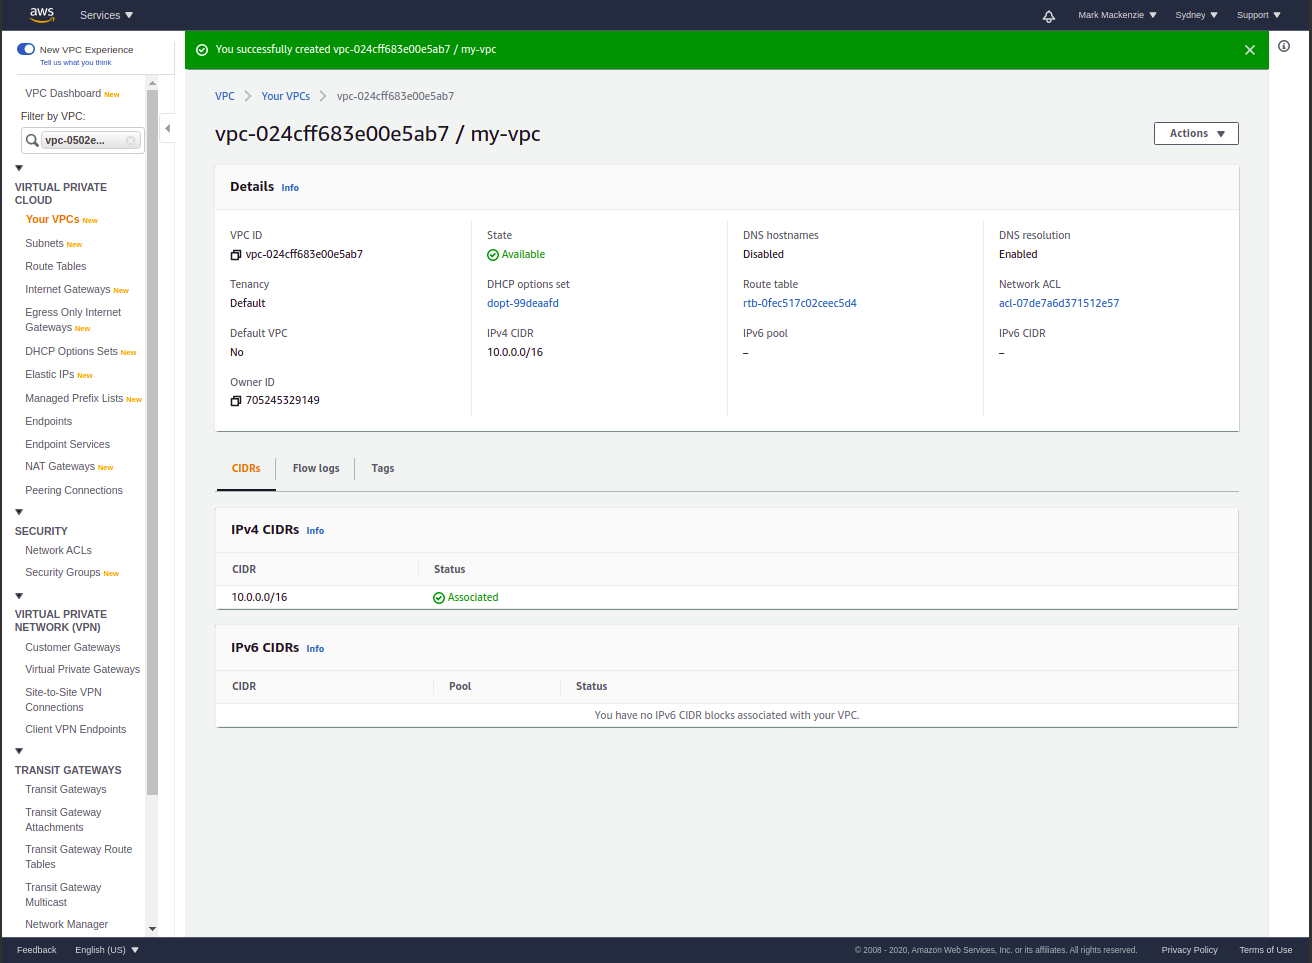 aws
Services
Mark Mackenzie
Sydney
Support
New VPC Experience
Tell us what you think
VPC Dashboard New
Filter by VPC:
vpc-0502e...
VIRTUAL PRIVATE
CLOUD
Your VPCs New
Subnets New
Route Tables
Internet Gateways New
Egress Only Internet
Gateways New
DHCP Options Sets New
Elastic IPs New
Managed Prefix Lists New
Endpoints
Endpoint Services
NAT Gateways New
Peering Connections
SECURITY
Network ACLs
Security Groups New
VIRTUAL PRIVATE
NETWORK (VPN)
Customer Gateways
Virtual Private Gateways
Site-to-Site VPN
Connections
Client VPN Endpoints
TRANSIT GATEWAYS
Transit Gateways
Transit Gateway
Attachments
Transit Gateway Route
Tables
Transit Gateway
Multicast
Network Manager
You successfully created vpc-024cff683e00e5ab7 / my-vpc
VPC
Your VPCs
vpc-024cff683e00e5ab7
vpc-024cff683e00e5ab7 / my-vpc
Actions
Details Info
VPC ID
vpc-024cff683e00e5ab7
State
Available
DNS hostnames
Disabled
DNS resolution
Enabled
Tenancy
Default
DHCP options set
dopt-99deaafd
Route table
rtb-0fec517c02ceec5d4
Network ACL
acl-07de7a6d371512e57
Default VPC
No
IPv4 CIDR
10.0.0.0/16
IPv6 pool
–
IPv6 CIDR
–
Owner ID
705245329149
CIDRs
Flow logs
Tags
IPv4 CIDRs Info
CIDR
Status
10.0.0.0/16
Associated
IPv6 CIDRs Info
CIDR
Pool
Status
You have no IPv6 CIDR blocks associated with your VPC.
Feedback
English (US)
© 2008 - 2020, Amazon Web Services, Inc. or its affiliates. All rights reserved.
Privacy Policy
Terms of Use